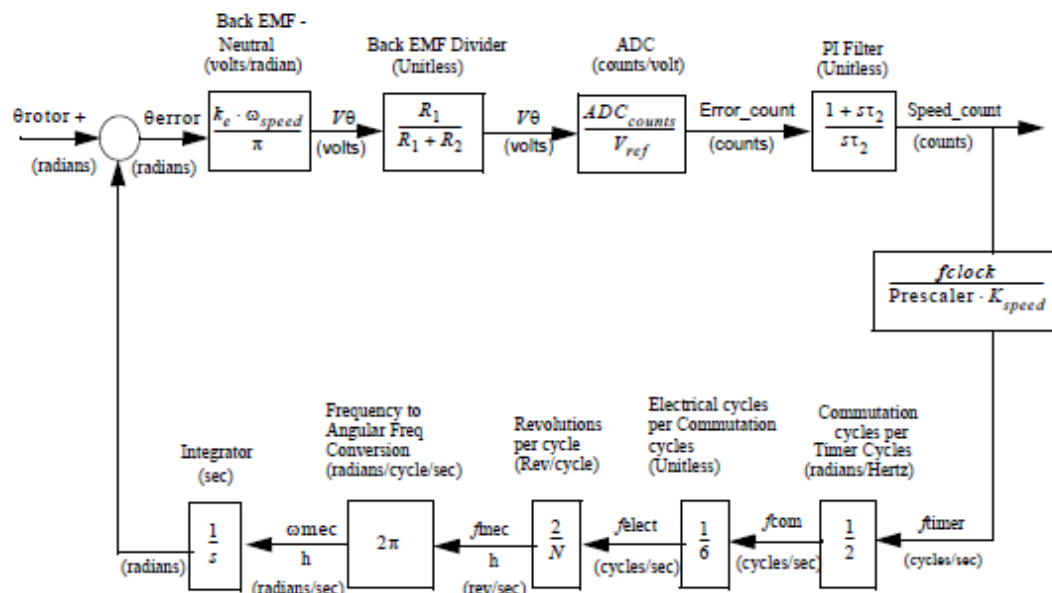 Back EMF -
Neutral
(volts/radian)
Back EMF Divider
(Unitless)
ADC
(counts/volt)
PI Filter
(Unitless)
θrotor +
(radians)
θerror
(radians)
k_e · ω_speed
π
Vθ
(volts)
R_1
R_1 + R_2
Vθ
(volts)
ADC_counts
V_ref
Error_count
(counts)
1 + sτ_2
sτ_2
Speed_count
(counts)
fclock
Prescaler · K_speed
Integrator
(sec)
Frequency to
Angular Freq
Conversion
(radians/cycle/sec)
Revolutions
per cycle
(Rev/cycle)
Electrical cycles
per Commutation
cycles
(Unitless)
Commutation
cycles per
Timer Cycles
(radians/Hertz)
(radians)
1
s
ωmec
h
(radians/sec)
2π
fmec
h
(rev/sec)
2
N
felect
(cycles/sec)
1
6
fcom
(cycles/sec)
1
2
ftimer
(cycles/sec)